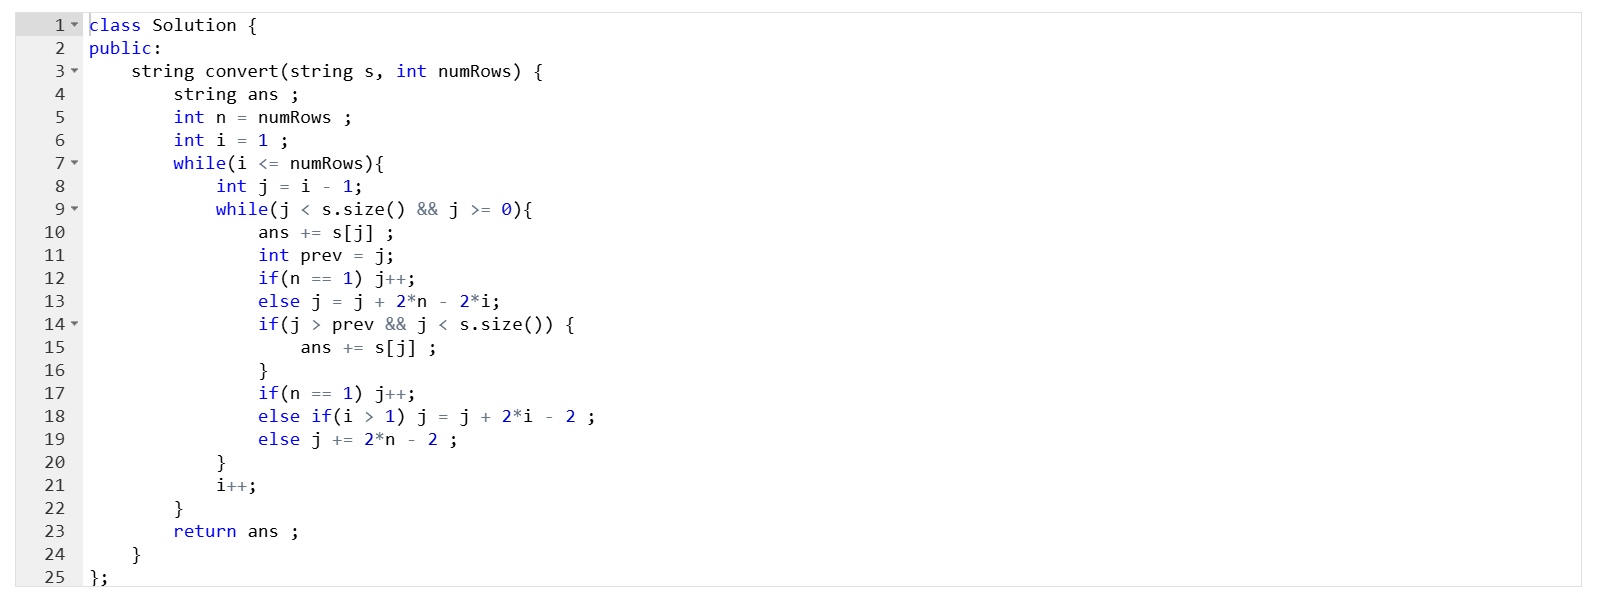 1 class Solution {
2 public:
3     string convert(string s, int numRows) {
4         string ans ;
5         int n = numRows ;
6         int i = 1 ;
7         while(i <= numRows){
8             int j = i - 1;
9             while(j < s.size() && j >= 0){
10                 ans += s[j] ;
11                 int prev = j;
12                 if(n == 1) j++;
13                 else j = j + 2*n - 2*i;
14                 if(j > prev && j < s.size()) {
15                     ans += s[j] ;
16                 }
17                 if(n == 1) j++;
18                 else if(i > 1) j = j + 2*i - 2 ;
19                 else j += 2*n - 2 ;
20             }
21             i++;
22         }
23         return ans ;
24     }
25 };